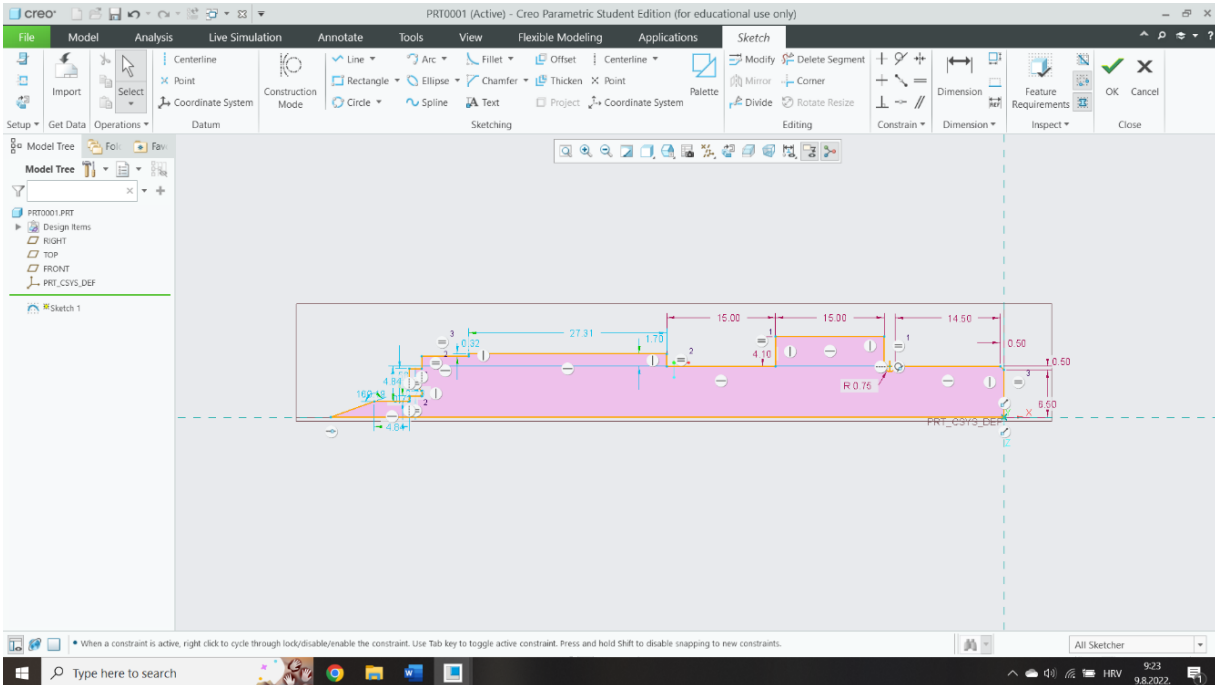 creo· PRT0001 (Active) - Creo Parametric Student Edition (for educational use only)
File Model Analysis Live Simulation Annotate Tools View Flexible Modeling Applications Sketch
Import
Select
Centerline
Point
Coordinate System
Construction Mode
Line Arc Fillet Offset Centerline
Rectangle Ellipse Chamfer Thicken Point
Circle Spline Text Project Coordinate System
Palette
Modify Delete Segment
Mirror Corner
Divide Rotate Resize
Dimension
REF
Feature Requirements
OK Cancel
Setup Get Data Operations Datum Sketching Editing Constrain Dimension Inspect Close
Model Tree Fol Fav
Model Tree
PRT0001.PRT
Design Items
RIGHT
TOP
FRONT
PRT_CSYS_DEF
Sketch 1
15.00 15.00 14.50
27.31 1.70 0.50
0.32 4.10 0.50
4.84 R 0.75
6.50
4.84
PRT_CSYS_DEF X
Z
• When a constraint is active, right click to cycle through lock/disable/enable the constraint. Use Tab key to toggle active constraint. Press and hold Shift to disable snapping to new constraints.
All Sketcher
Type here to search
HRV
9:23
9.8.2022.